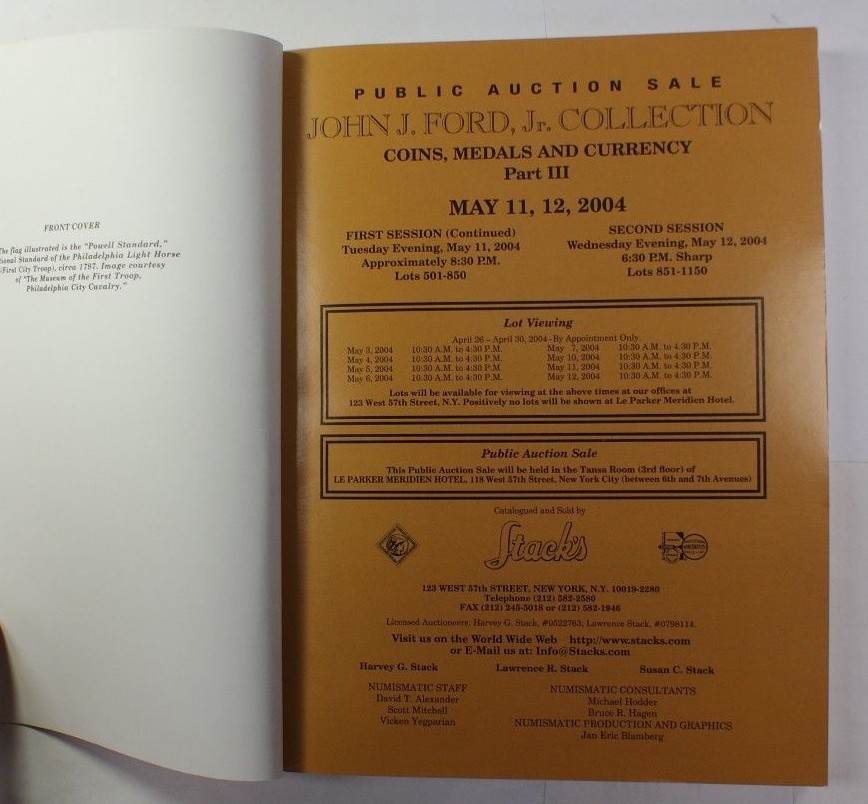 FRONT COVER
The flag illustrated is the "Powell Standard,"
ional Standard of the Philadelphia Light Horse
(First City Troop), circa 1797. Image courtesy
of "The Museum of the First Troop,
Philadelphia City Cavalry."
PUBLIC AUCTION SALE
JOHN J. FORD, Jr. COLLECTION
COINS, MEDALS AND CURRENCY
Part III
MAY 11, 12, 2004
FIRST SESSION (Continued)
Tuesday Evening, May 11, 2004
Approximately 8:30 P.M.
Lots 501-850
SECOND SESSION
Wednesday Evening, May 12, 2004
6:30 P.M. Sharp
Lots 851-1150
Lot Viewing
April 26 – April 30, 2004 - By Appointment Only.
May 3, 2004 10:30 A.M. to 4:30 P.M. May 7, 2004 10:30 A.M. to 4:30 P.M.
May 4, 2004 10:30 A.M. to 4:30 P.M. May 10, 2004 10:30 A.M. to 4:30 P.M.
May 5, 2004 10:30 A.M. to 4:30 P.M. May 11, 2004 10:30 A.M. to 4:30 P.M.
May 6, 2004 10:30 A.M. to 4:30 P.M. May 12, 2004 10:30 A.M. to 4:30 P.M.
Lots will be available for viewing at the above times at our offices at
123 West 57th Street, N.Y. Positively no lots will be shown at Le Parker Meridien Hotel.
Public Auction Sale
This Public Auction Sale will be held in the Tansa Room (3rd floor) of
LE PARKER MERIDIEN HOTEL, 118 West 57th Street, New York City (between 6th and 7th Avenues)
Catalogued and Sold by
Stack's
123 WEST 57th STREET, NEW YORK, N.Y. 10019-2280
Telephone (212) 582-2580
FAX (212) 245-5018 or (212) 582-1946
Licensed Auctioneers: Harvey G. Stack, #0522763; Lawrence Stack, #0798114.
Visit us on the World Wide Web http://www.stacks.com
or E-Mail us at: Info@Stacks.com
Harvey G. Stack Lawrence R. Stack Susan C. Stack
NUMISMATIC STAFF
David T. Alexander
Scott Mitchell
Vicken Yegparian
NUMISMATIC CONSULTANTS
Michael Hodder
Bruce R. Hagen
NUMISMATIC PRODUCTION AND GRAPHICS
Jan Eric Blamberg